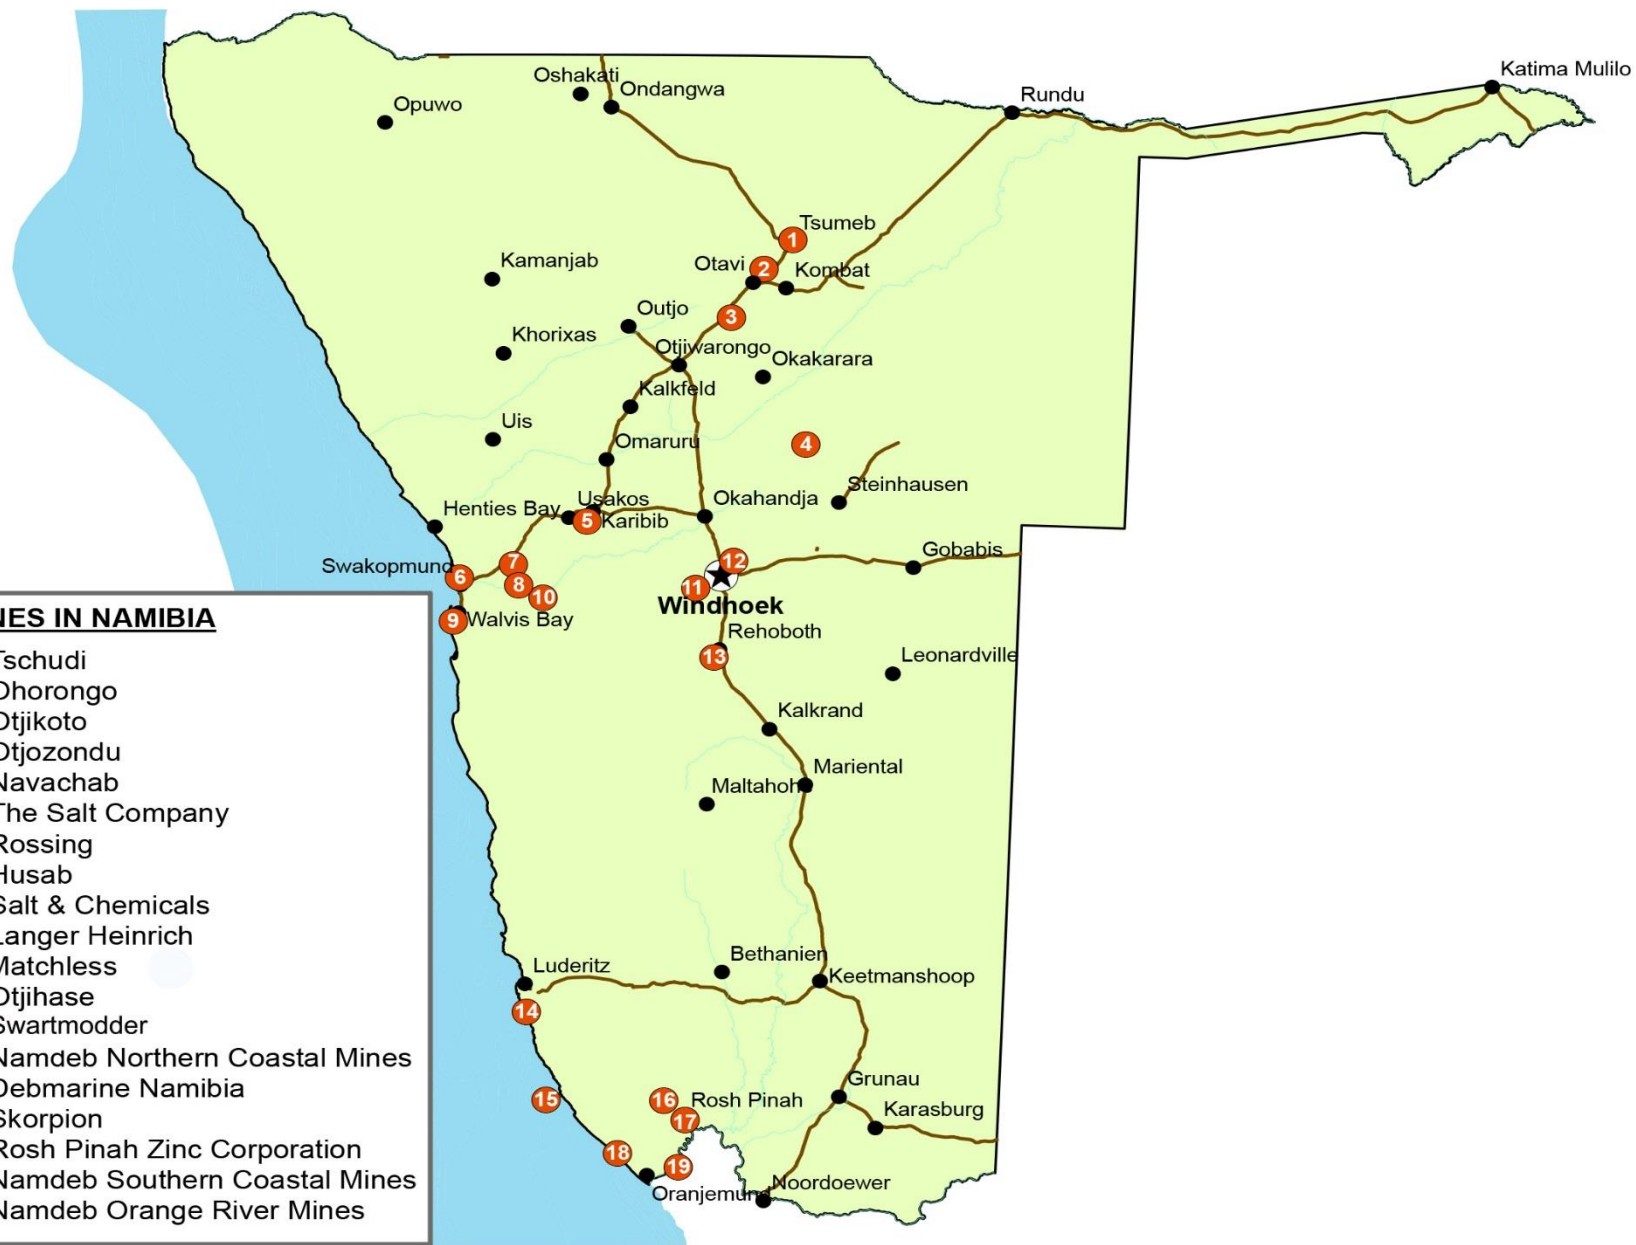 Katima Mulilo
Oshakati
Ondangwa
Rundu
Opuwo
Tsumeb
1
Otavi
2
Kombat
Kamanjab
Outjo
3
Khorixas
Otjiwarongo
Okakarara
Kalkfeld
Uis
Omaruru
4
Steinhausen
Henties Bay
Usakos
Okahandja
5
Karibib
Gobabis
Swakopmund
6
7
8
10
12
11
Windhoek
9
Walvis Bay
Rehoboth
13
Leonardville
Kalkrand
Mariental
Maltahoh
Bethanien
Luderitz
Keetmanshoop
14
Grunau
15
16
Rosh Pinah
Karasburg
17
18
19
Oranjemund
Noordoewer
NES IN NAMIBIA
Tschudi
Ohorongo
Otjikoto
Otjozondu
Navachab
The Salt Company
Rossing
Husab
Salt & Chemicals
Langer Heinrich
Matchless
Otjihase
Swartmodder
Namdeb Northern Coastal Mines
Debmarine Namibia
Skorpion
Rosh Pinah Zinc Corporation
Namdeb Southern Coastal Mines
Namdeb Orange River Mines